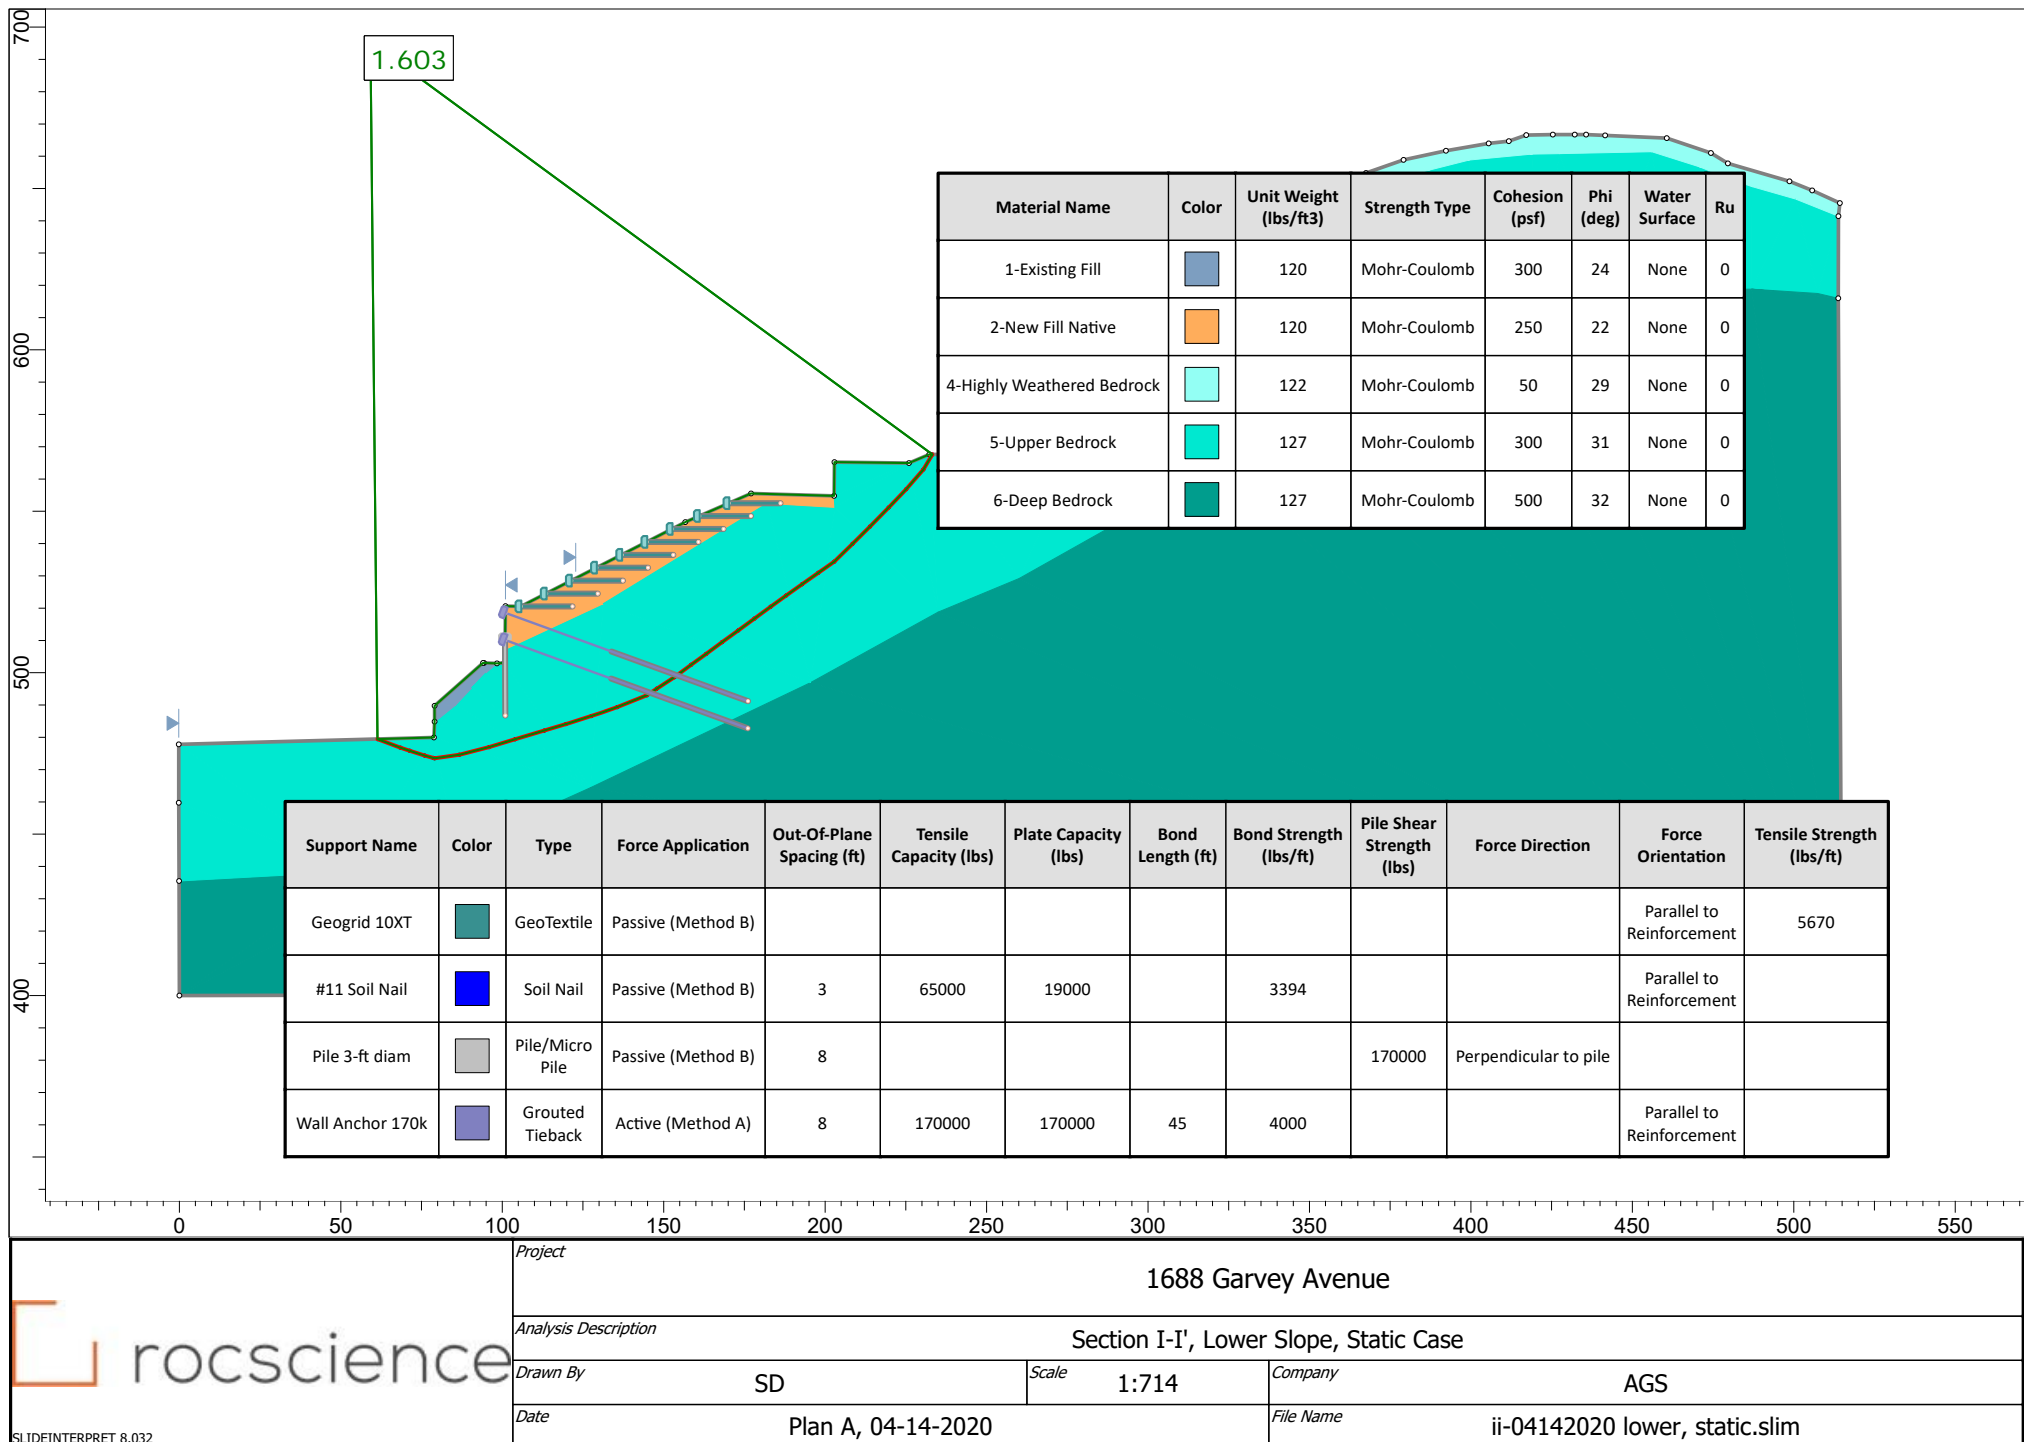 700
600
500
400
1.603
Material Name Color Unit Weight (lbs/ft3) Strength Type Cohesion (psf) Phi (deg) Water Surface Ru
1-Existing Fill 120 Mohr-Coulomb 300 24 None 0
2-New Fill Native 120 Mohr-Coulomb 250 22 None 0
4-Highly Weathered Bedrock 122 Mohr-Coulomb 50 29 None 0
5-Upper Bedrock 127 Mohr-Coulomb 300 31 None 0
6-Deep Bedrock 127 Mohr-Coulomb 500 32 None 0
Support Name Color Type Force Application Out-Of-Plane Spacing (ft) Tensile Capacity (lbs) Plate Capacity (lbs) Bond Length (ft) Bond Strength (lbs/ft) Pile Shear Strength (lbs) Force Direction Force Orientation Tensile Strength (lbs/ft)
Geogrid 10XT GeoTextile Passive (Method B) Parallel to Reinforcement 5670
#11 Soil Nail Soil Nail Passive (Method B) 3 65000 19000 3394 Parallel to Reinforcement
Pile 3-ft diam Pile/Micro Pile Passive (Method B) 8 170000 Perpendicular to pile
Wall Anchor 170k Grouted Tieback Active (Method A) 8 170000 170000 45 4000 Parallel to Reinforcement
0 50 100 150 200 250 300 350 400 450 500 550
rocscience
SLIDEINTERPRET 8.032
Project
1688 Garvey Avenue
Analysis Description
Section I-I', Lower Slope, Static Case
Drawn By SD Scale 1:714 Company AGS
Date Plan A, 04-14-2020 File Name ii-04142020 lower, static.slim